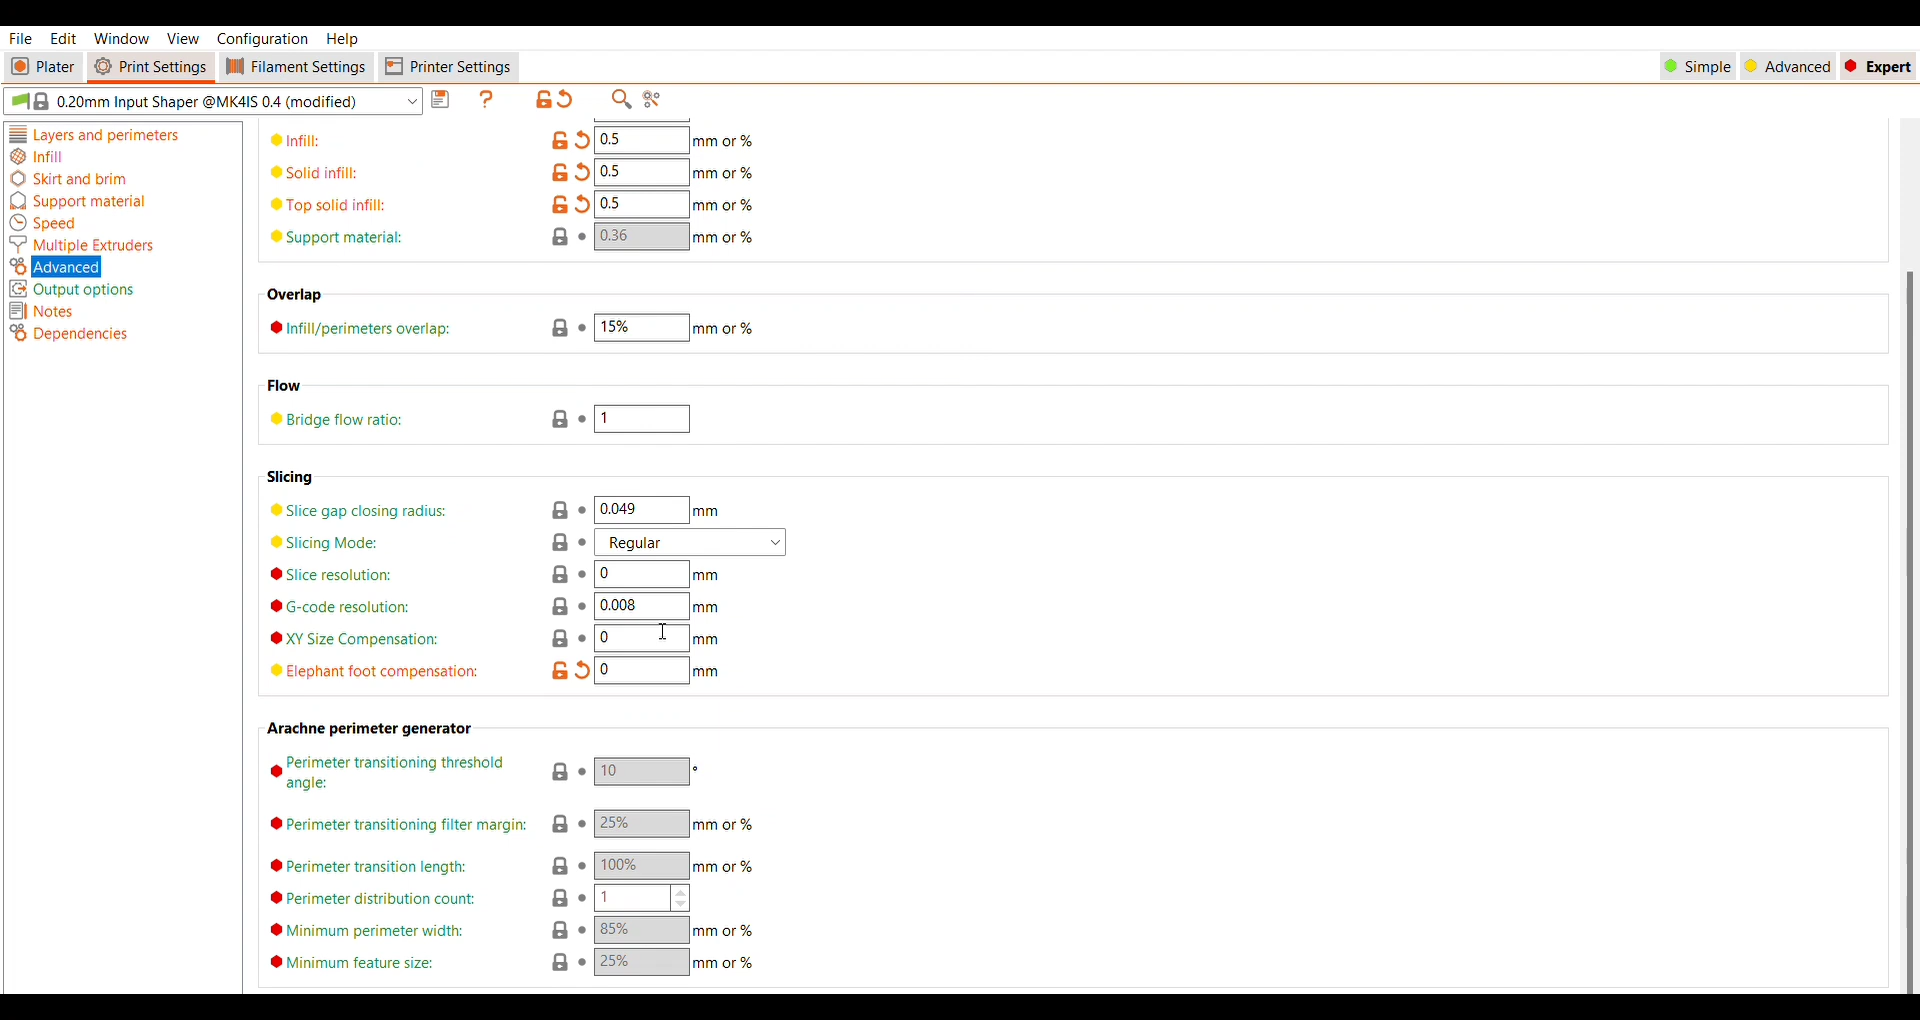 File Edit Window View Configuration Help
Plater Print Settings Filament Settings Printer Settings Simple Advanced Expert
0.20mm Input Shaper @MK4IS 0.4 (modified) ?
Layers and perimeters
Infill
Skirt and brim
Support material
Speed
Multiple Extruders
Advanced
Output options
Notes
Dependencies
Infill: 0.5 mm or %
Solid infill: 0.5 mm or %
Top solid infill: 0.5 mm or %
Support material: 0.36 mm or %
Overlap
Infill/perimeters overlap: 15% mm or %
Flow
Bridge flow ratio: 1
Slicing
Slice gap closing radius: 0.049 mm
Slicing Mode: Regular
Slice resolution: 0 mm
G-code resolution: 0.008 mm
XY Size Compensation: 0 mm
Elephant foot compensation: 0 mm
Arachne perimeter generator
Perimeter transitioning threshold
angle: 10 °
Perimeter transitioning filter margin: 25% mm or %
Perimeter transition length: 100% mm or %
Perimeter distribution count: 1
Minimum perimeter width: 85% mm or %
Minimum feature size: 25% mm or %